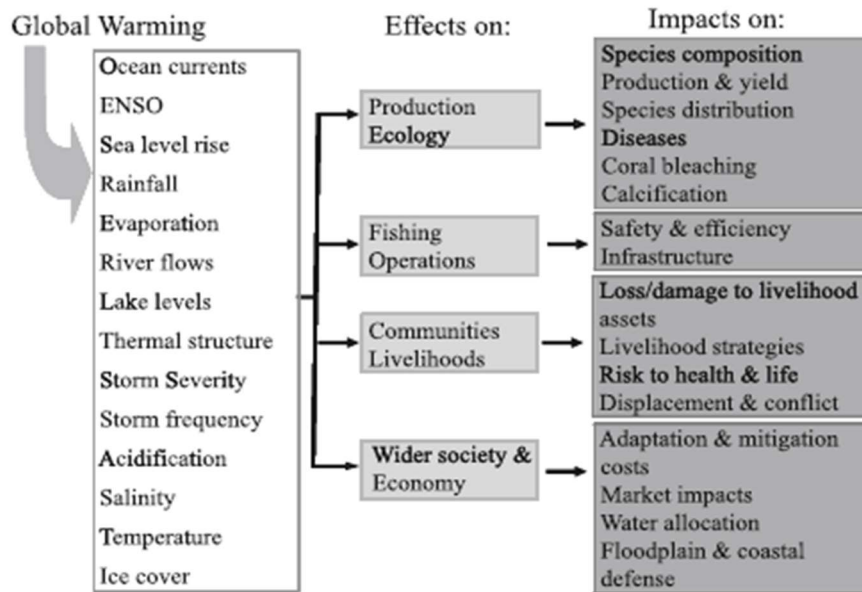 Global Warming
Ocean currents
ENSO
Sea level rise
Rainfall
Evaporation
River flows
Lake levels
Thermal structure
Storm Severity
Storm frequency
Acidification
Salinity
Temperature
Ice cover
Effects on:
Production
Ecology
Fishing
Operations
Communities
Livelihoods
Wider society &
Economy
Impacts on:
Species composition
Production & yield
Species distribution
Diseases
Coral bleaching
Calcification
Safety & efficiency
Infrastructure
Loss/damage to livelihood
assets
Livelihood strategies
Risk to health & life
Displacement & conflict
Adaptation & mitigation
costs
Market impacts
Water allocation
Floodplain & coastal
defense